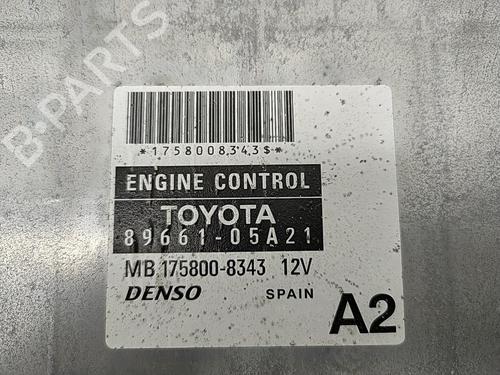 B-PARTS
*1758008343$*
ENGINE CONTROL
TOYOTA
89661-05A21
MB 175800-8343 12V
DENSO SPAIN
A2